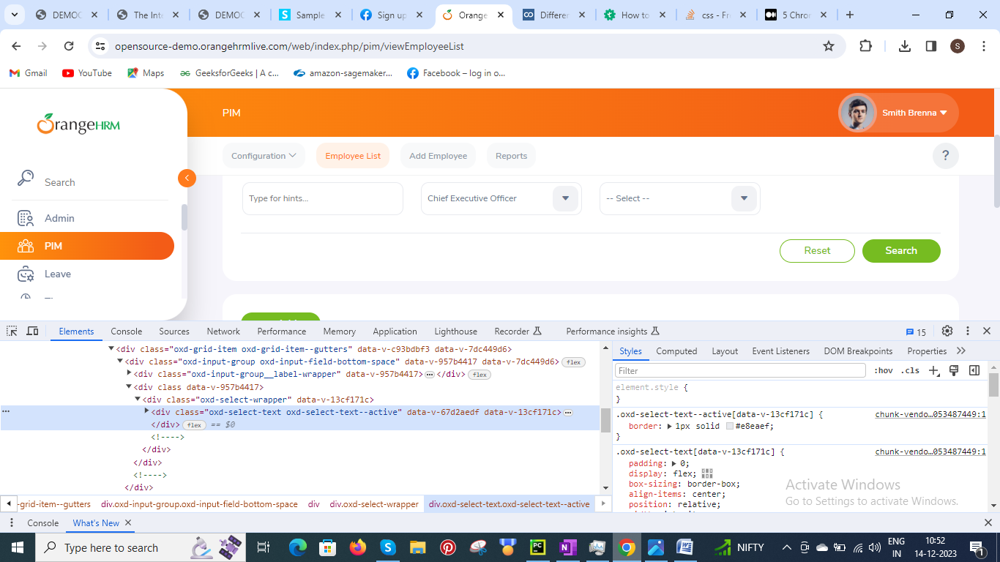 DEMOC
The Inte
DEMOC
Sample
Sign up
Orange
Differen
How to
css - Fre
5 Chron
opensource-demo.orangehrmlive.com/web/index.php/pim/viewEmployeeList
S
Gmail
YouTube
Maps
GeeksforGeeks | A c...
amazon-sagemaker...
Facebook – log in o...
OrangeHRM
PIM
Smith Brenna
Configuration
Employee List
Add Employee
Reports
?
Search
Admin
PIM
Leave
Type for hints...
Chief Executive Officer
-- Select --
Reset
Search
Elements
Console
Sources
Network
Performance
Memory
Application
Lighthouse
Recorder
Performance insights
15
<div class="oxd-grid-item oxd-grid-item--gutters" data-v-c93bdbf3 data-v-7dc449d6>
<div class="oxd-input-group oxd-input-field-bottom-space" data-v-957b4417 data-v-7dc449d6> flex
<div class="oxd-input-group__label-wrapper" data-v-957b4417> ... </div> flex
<div class data-v-957b4417>
<div class="oxd-select-wrapper" data-v-13cf171c>
... <div class="oxd-select-text oxd-select-text--active" data-v-67d2aedf data-v-13cf171c> ...
</div> flex == $0
<!---->
</div>
</div>
<!---->
</div>
-grid-item--gutters
div.oxd-input-group.oxd-input-field-bottom-space
div
div.oxd-select-wrapper
div.oxd-select-text.oxd-select-text--active
Styles
Computed
Layout
Event Listeners
DOM Breakpoints
Properties
Filter
:hov
.cls
element.style {
}
.oxd-select-text--active[data-v-13cf171c] {
chunk-vendo…053487449:1
border: 1px solid #e8eaef;
}
.oxd-select-text[data-v-13cf171c] {
chunk-vendo…053487449:1
padding: 0;
display: flex;
box-sizing: border-box;
align-items: center;
position: relative;
Activate Windows
Go to Settings to activate Windows.
Console
What's New
Type here to search
NIFTY
ENG
IN
10:52
14-12-2023
1